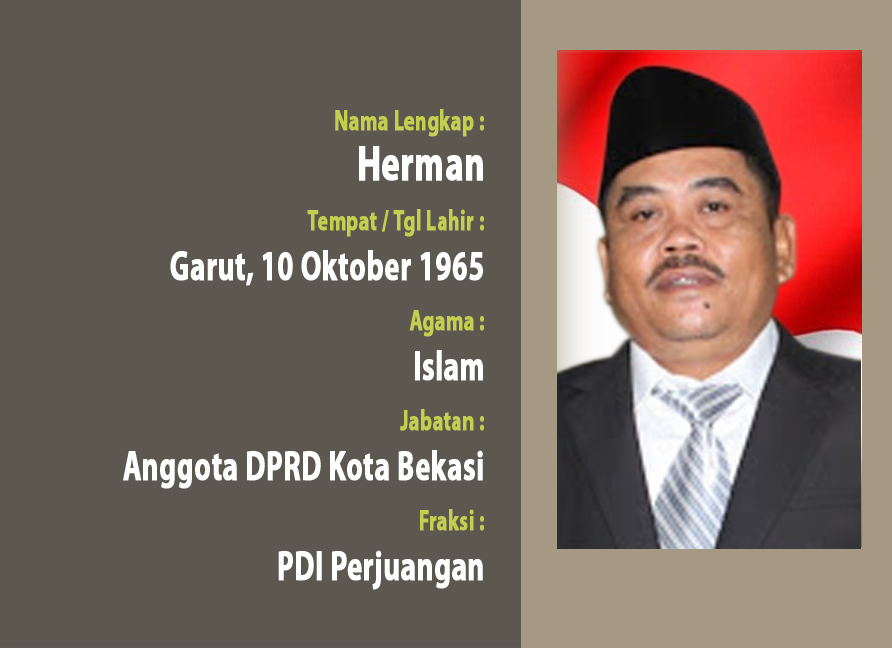 Nama Lengkap :
Herman
Tempat / Tgl Lahir :
Garut, 10 Oktober 1965
Agama :
Islam
Jabatan :
Anggota DPRD Kota Bekasi
Fraksi :
PDI Perjuangan